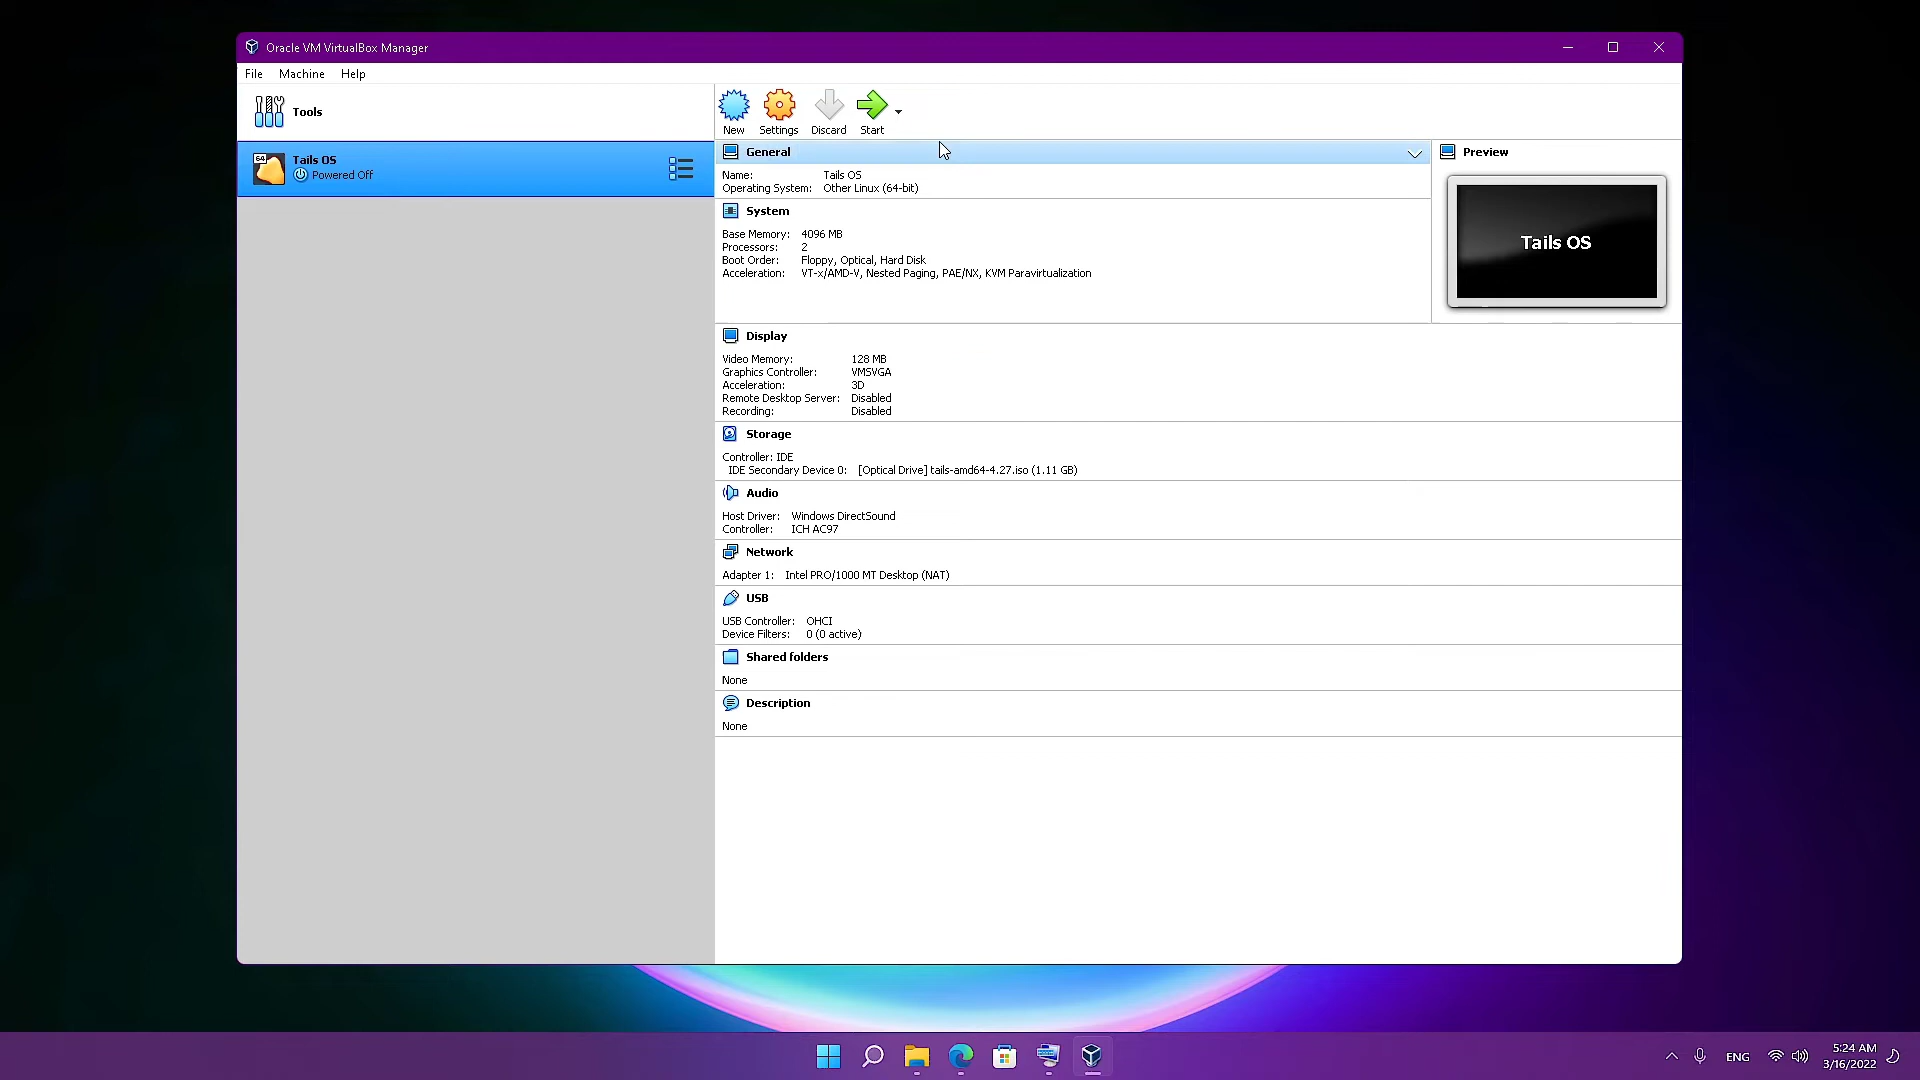 Oracle VM VirtualBox Manager
File Machine Help
Tools
New Settings Discard Start
64
Tails OS
Powered Off
General
Name: Tails OS
Operating System: Other Linux (64-bit)
System
Base Memory: 4096 MB
Processors: 2
Boot Order: Floppy, Optical, Hard Disk
Acceleration: VT-x/AMD-V, Nested Paging, PAE/NX, KVM Paravirtualization
Preview
Tails OS
Display
Video Memory: 128 MB
Graphics Controller: VMSVGA
Acceleration: 3D
Remote Desktop Server: Disabled
Recording: Disabled
Storage
Controller: IDE
IDE Secondary Device 0: [Optical Drive] tails-amd64-4.27.iso (1.11 GB)
Audio
Host Driver: Windows DirectSound
Controller: ICH AC97
Network
Adapter 1: Intel PRO/1000 MT Desktop (NAT)
USB
USB Controller: OHCI
Device Filters: 0 (0 active)
Shared folders
None
Description
None
ENG
5:24 AM
3/16/2022